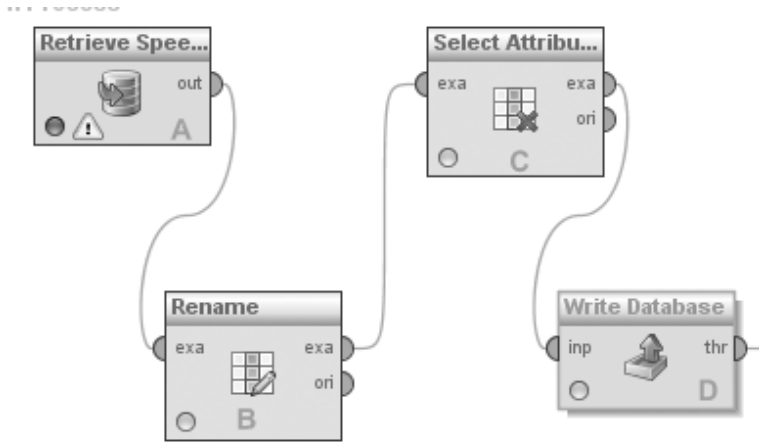 Retrieve Spee...
out
A
Select Attribu...
exa
exa
ori
C
Rename
exa
exa
ori
B
Write Database
inp
thr
D